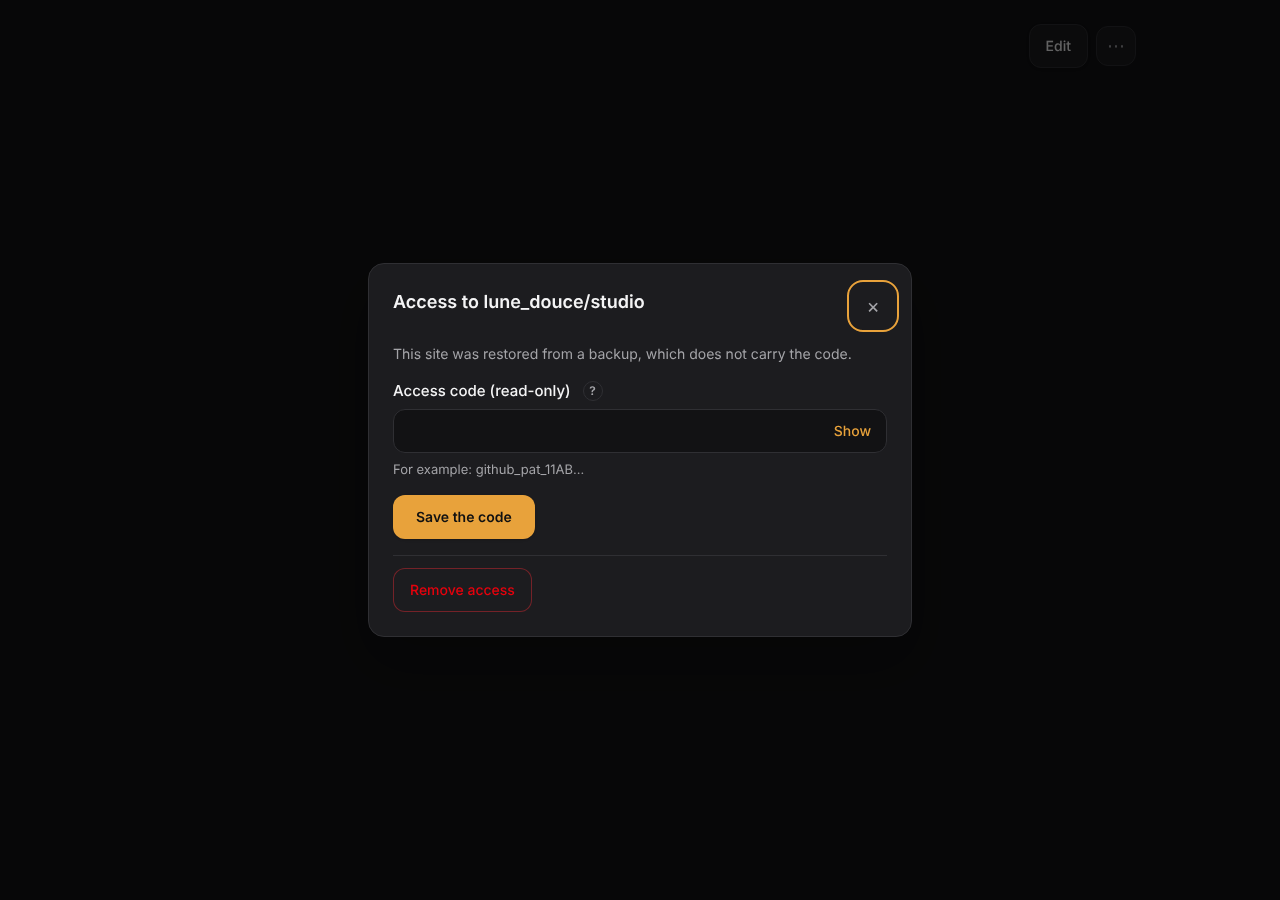 Edit
···
Access to lune_douce/studio
×
This site was restored from a backup, which does not carry the code.
Access code (read-only) ?
Show
For example: github_pat_11AB...
Save the code
Remove access